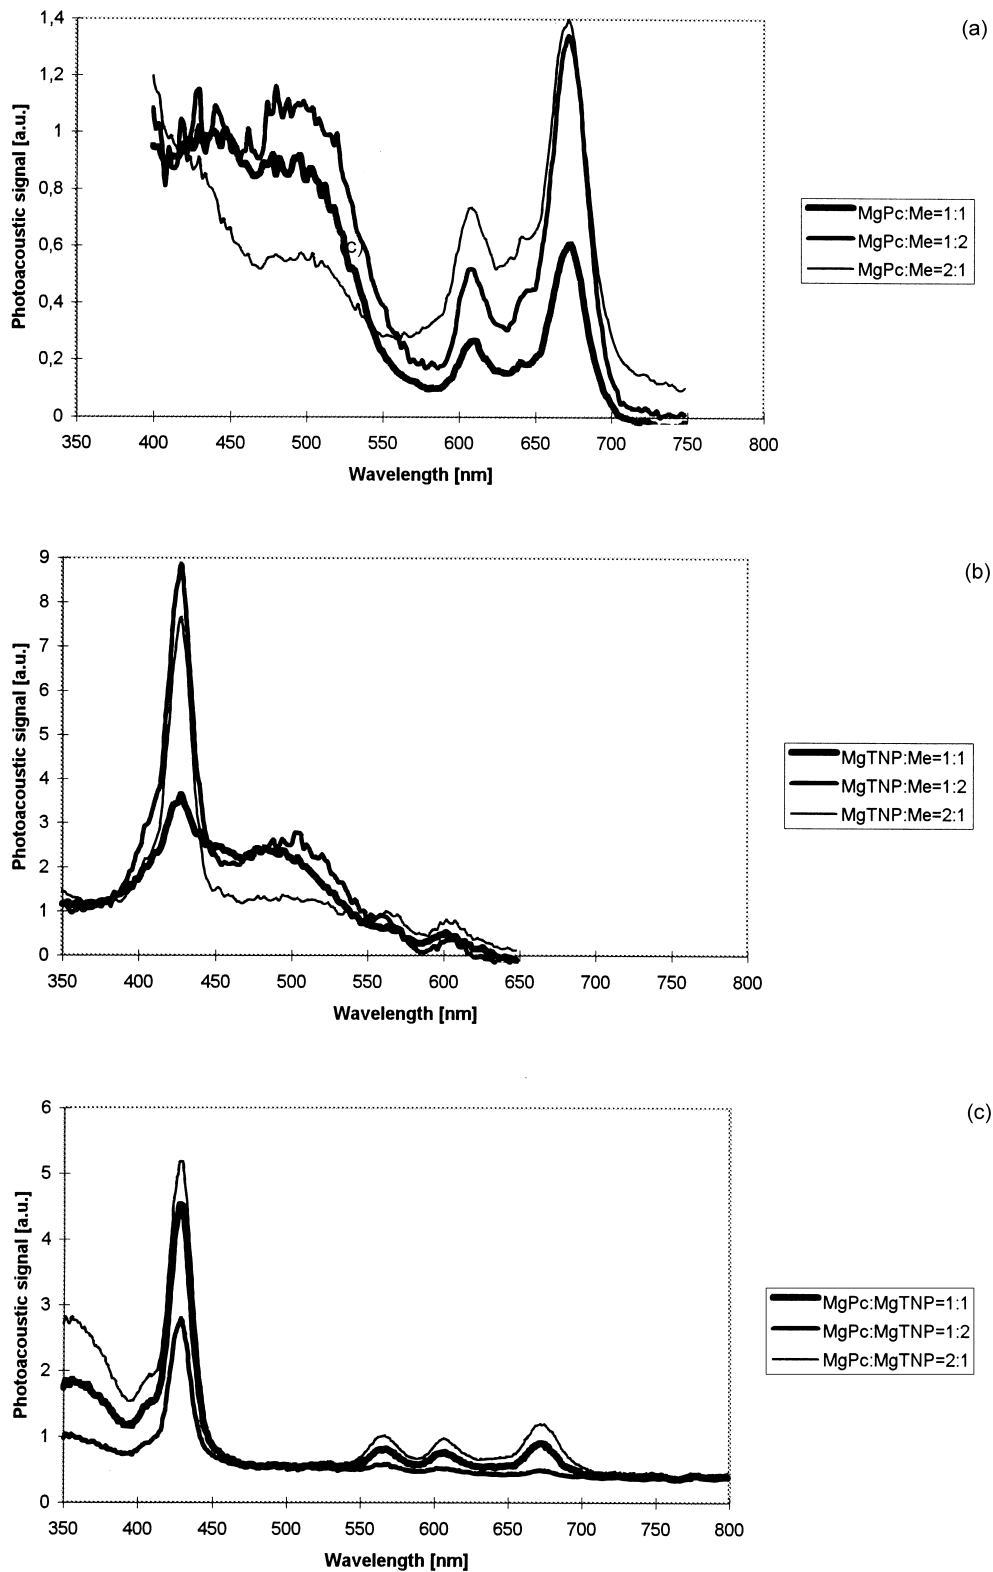 (a)
1,4
1,2
1
0,8
0,6
0,4
0,2
0
Photoacoustic signal [a.u.]
(c)
350 400 450 500 550 600 650 700 750 800
Wavelength [nm]
MgPc:Me=1:1
MgPc:Me=1:2
MgPc:Me=2:1
(b)
9
8
7
6
5
4
3
2
1
0
Photoacoustic signal [a.u.]
350 400 450 500 550 600 650 700 750 800
Wavelength [nm]
MgTNP:Me=1:1
MgTNP:Me=1:2
MgTNP:Me=2:1
(c)
6
5
4
3
2
1
0
Photoacoustic signal [a.u.]
350 400 450 500 550 600 650 700 750 800
Wavelength [nm]
MgPc:MgTNP=1:1
MgPc:MgTNP=1:2
MgPc:MgTNP=2:1